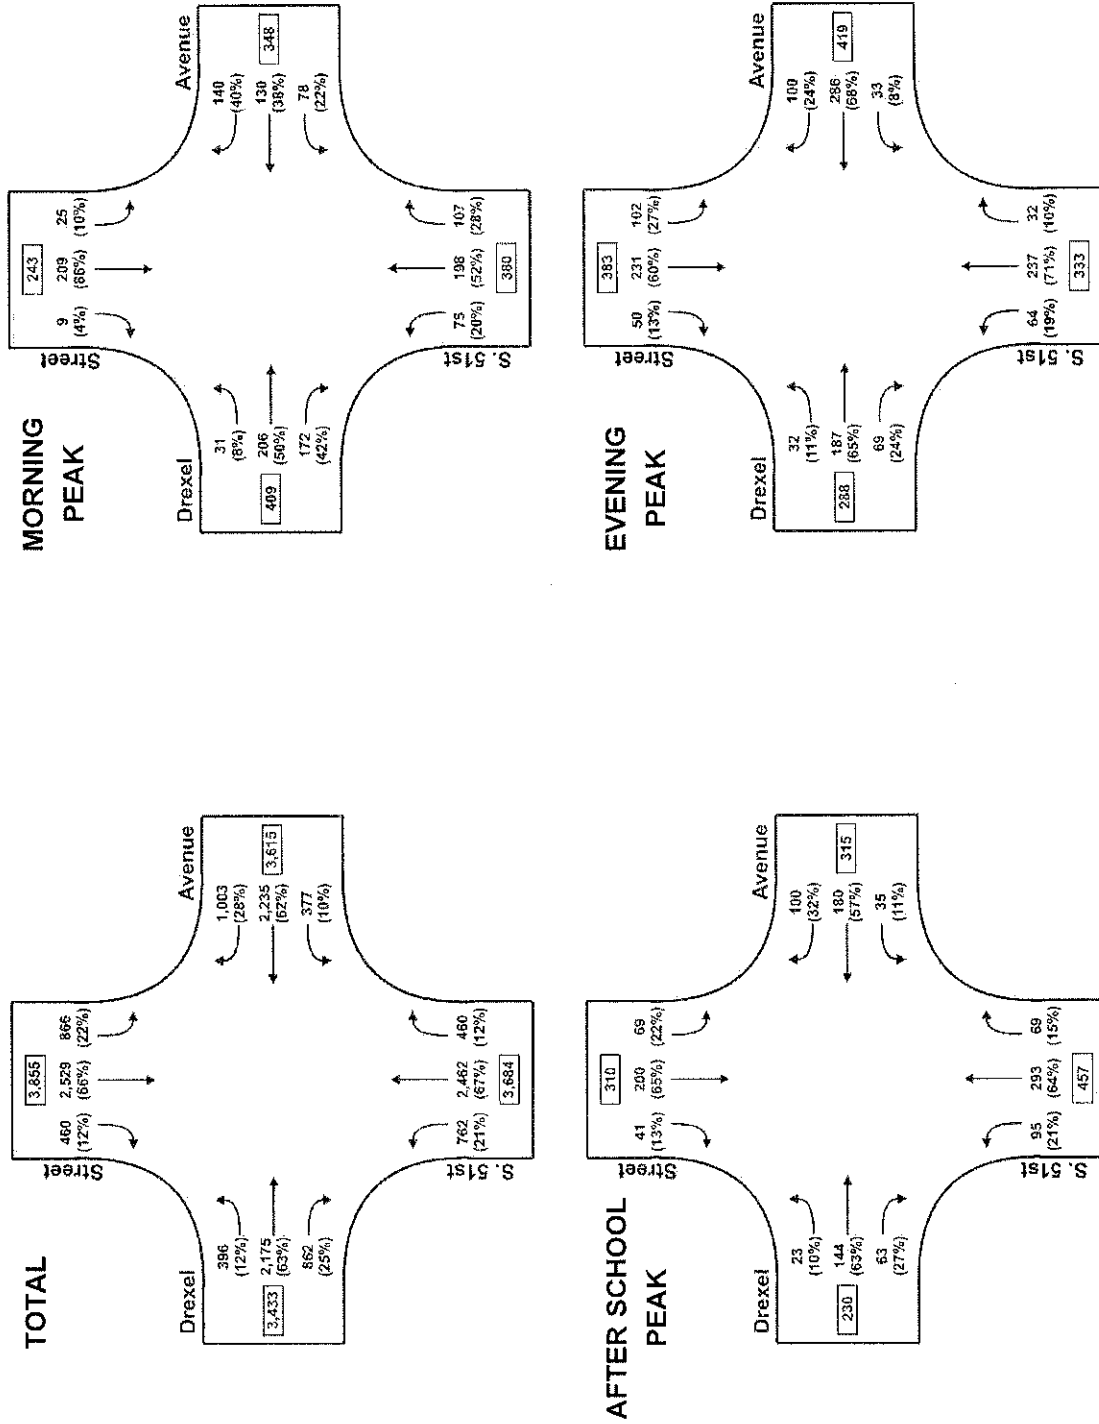 TOTAL
Drexel
Avenue
Street
S. 51st
3,855
460 2,529 866
(12%) (66%) (22%)
396
(12%)
2,175
(63%)
862
(25%)
3,433
1,003
(28%)
2,235
(62%)
377
(10%)
3,615
762 2,462 460
(21%) (67%) (12%)
3,684
MORNING
PEAK
Drexel
Avenue
Street
S. 51st
243
9 209 25
(4%) (86%) (10%)
31
(8%)
206
(50%)
172
(42%)
409
140
(40%)
130
(38%)
78
(22%)
348
75 198 107
(20%) (52%) (28%)
380
AFTER SCHOOL
PEAK
Drexel
Avenue
Street
S. 51st
310
41 200 69
(13%) (65%) (22%)
23
(10%)
144
(63%)
63
(27%)
230
100
(32%)
180
(57%)
35
(11%)
315
95 293 69
(21%) (64%) (15%)
457
EVENING
PEAK
Drexel
Avenue
Street
S. 51st
383
50 231 102
(13%) (60%) (27%)
32
(11%)
187
(65%)
69
(24%)
288
100
(24%)
286
(68%)
33
(8%)
419
64 237 32
(19%) (71%) (10%)
333